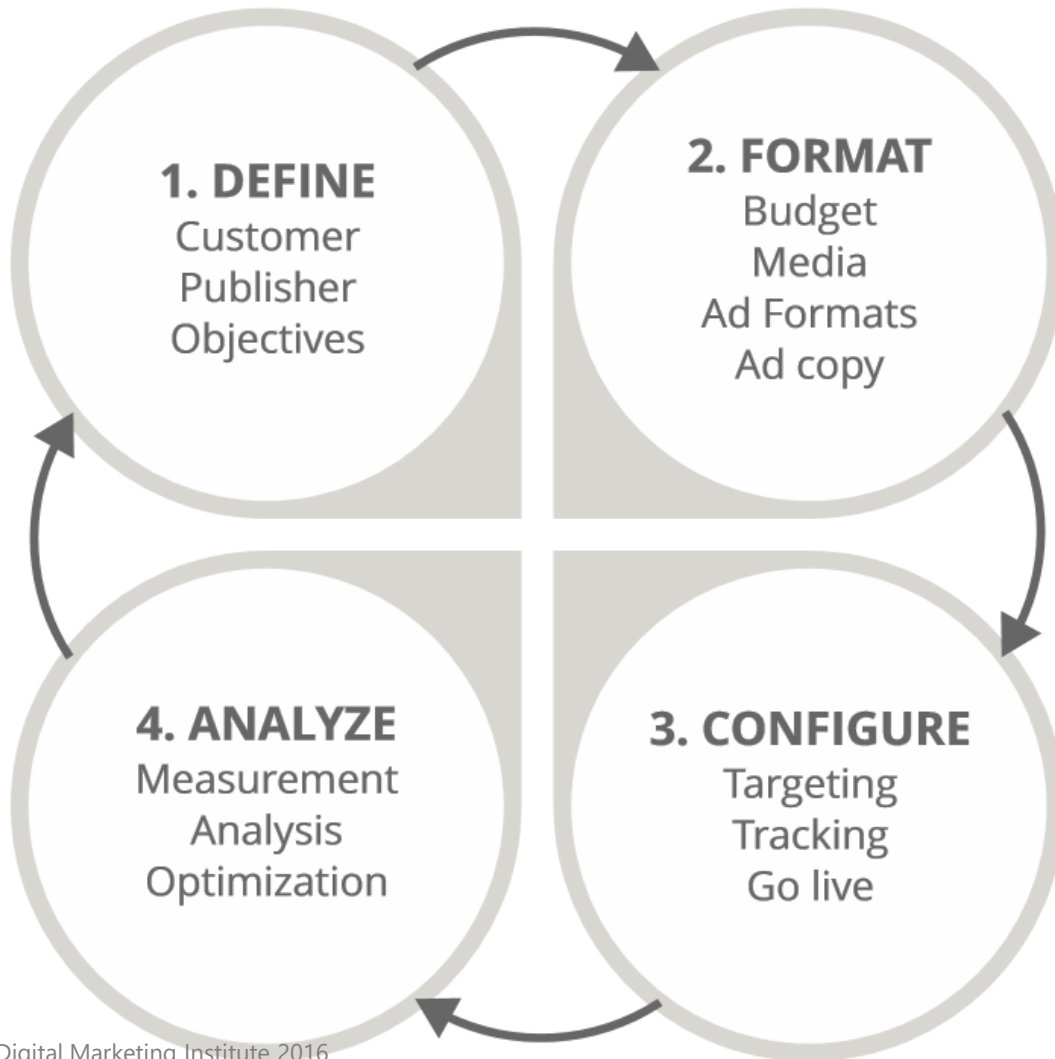 1. DEFINE
Customer
Publisher
Objectives
2. FORMAT
Budget
Media
Ad Formats
Ad copy
3. CONFIGURE
Targeting
Tracking
Go live
4. ANALYZE
Measurement
Analysis
Optimization
Digital Marketing Institute 2016